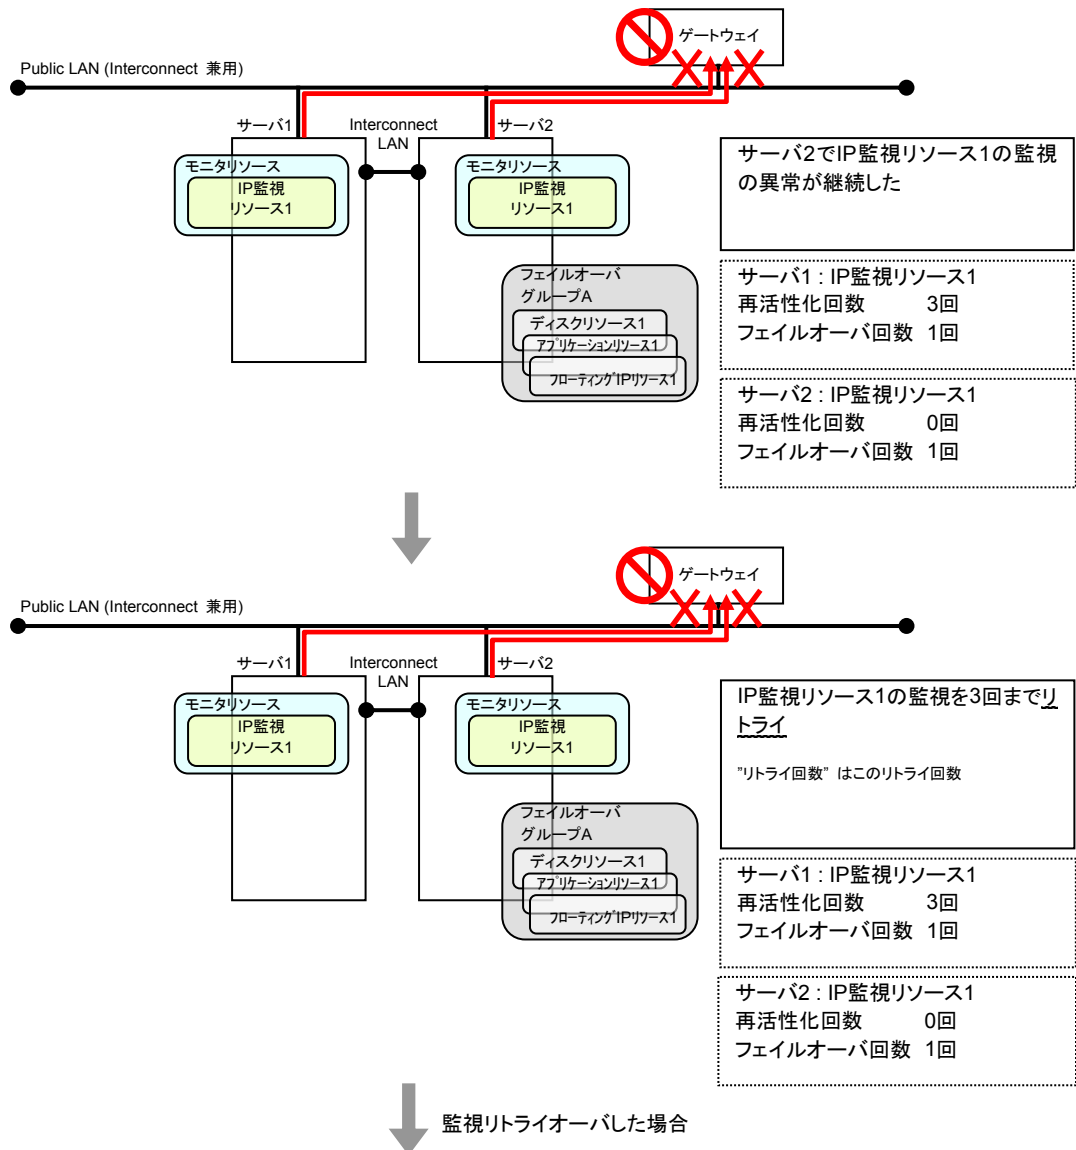 ゲートウェイ
Public LAN (Interconnect 兼用)
サーバ1
Interconnect
LAN
サーバ2
モニタリソース
IP監視
リソース1
モニタリソース
IP監視
リソース1
フェイルオーバ
グループA
ディスクリソース1
アプリケーションリソース1
フローティングIPリソース1
サーバ2でIP監視リソース1の監視
の異常が継続した
サーバ1 : IP監視リソース1
再活性化回数 3回
フェイルオーバ回数 1回
サーバ2 : IP監視リソース1
再活性化回数 0回
フェイルオーバ回数 1回
ゲートウェイ
Public LAN (Interconnect 兼用)
サーバ1
Interconnect
LAN
サーバ2
モニタリソース
IP監視
リソース1
モニタリソース
IP監視
リソース1
フェイルオーバ
グループA
ディスクリソース1
アプリケーションリソース1
フローティングIPリソース1
IP監視リソース1の監視を3回までリ
トライ
”リトライ回数” はこのリトライ回数
サーバ1 : IP監視リソース1
再活性化回数 3回
フェイルオーバ回数 1回
サーバ2 : IP監視リソース1
再活性化回数 0回
フェイルオーバ回数 1回
監視リトライオーバした場合